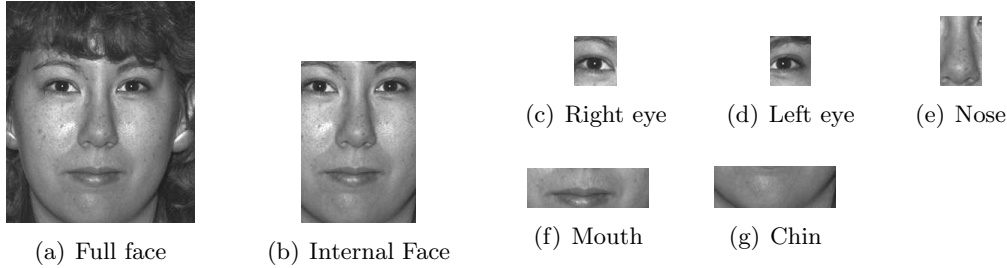 (c) Right eye
(d) Left eye
(e) Nose
(a) Full face
(b) Internal Face
(f) Mouth
(g) Chin